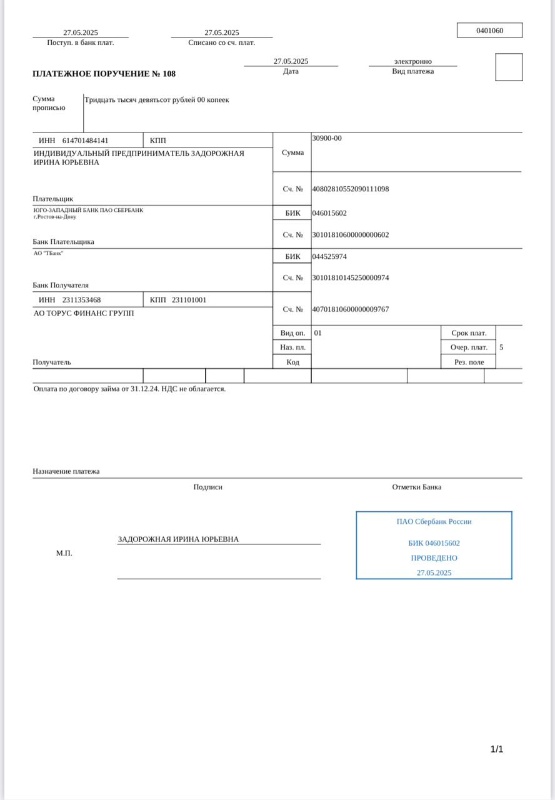 27.05.2025 27.05.2025 0401060
Поступ. в банк плат. Списано со сч. плат.
ПЛАТЕЖНОЕ ПОРУЧЕНИЕ № 108 27.05.2025 электронно
Дата Вид платежа
Сумма прописью Тридцать тысяч девятьсот рублей 00 копеек
ИНН 614701484141 КПП Сумма 30900-00
ИНДИВИДУАЛЬНЫЙ ПРЕДПРИНИМАТЕЛЬ ЗАДОРОЖНАЯ
ИРИНА ЮРЬЕВНА
Сч. № 40802810552090111098
Плательщик
ЮГО-ЗАПАДНЫЙ БАНК ПАО СБЕРБАНК БИК 046015602
г.Ростов-на-Дону
Сч. № 30101810600000000602
Банк Плательщика
АО "ТБанк" БИК 044525974
Сч. № 30101810145250000974
Банк Получателя
ИНН 2311353468 КПП 231101001 Сч. № 40701810600000009767
АО ТОРУС ФИНАНС ГРУПП
Вид оп. 01 Срок плат.
Наз. пл. Очер. плат. 5
Получатель Код Рез. поле
Оплата по договору займа от 31.12.24. НДС не облагается.
Назначение платежа
Подписи Отметки Банка
ПАО Сбербанк России
ЗАДОРОЖНАЯ ИРИНА ЮРЬЕВНА БИК 046015602
М.П. ПРОВЕДЕНО
27.05.2025
1/1